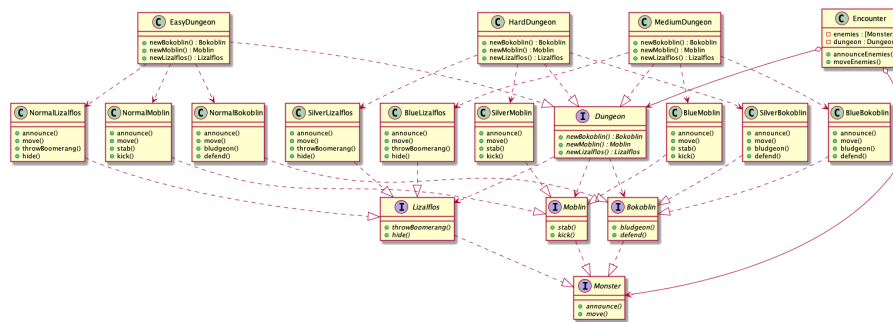 C EasyDungeon
newBokoblin() : Bokoblin
newMoblin() : Moblin
newLizalflos() : Lizalflos
C HardDungeon
newBokoblin() : Bokoblin
newMoblin() : Moblin
newLizalflos() : Lizalflos
C MediumDungeon
newBokoblin() : Bokoblin
newMoblin() : Moblin
newLizalflos() : Lizalflos
C Encounter
enemies : [Monster
dungeon : Dungeon
announceEnemies()
moveEnemies()
C NormalLizalflos
announce()
move()
throwBoomerang()
hide()
C NormalMoblin
announce()
move()
stab()
kick()
C NormalBokoblin
announce()
move()
bludgeon()
defend()
C SilverLizalflos
announce()
move()
throwBoomerang()
hide()
C BlueLizalflos
announce()
move()
throwBoomerang()
hide()
C SilverMoblin
announce()
move()
stab()
kick()
I Dungeon
newBokoblin() : Bokoblin
newMoblin() : Moblin
newLizalflos() : Lizalflos
C BlueMoblin
announce()
move()
stab()
kick()
C SilverBokoblin
announce()
move()
bludgeon()
defend()
C BlueBokoblin
announce()
move()
bludgeon()
defend()
I Lizalflos
throwBoomerang()
hide()
I Moblin
stab()
kick()
I Bokoblin
bludgeon()
defend()
I Monster
announce()
move()